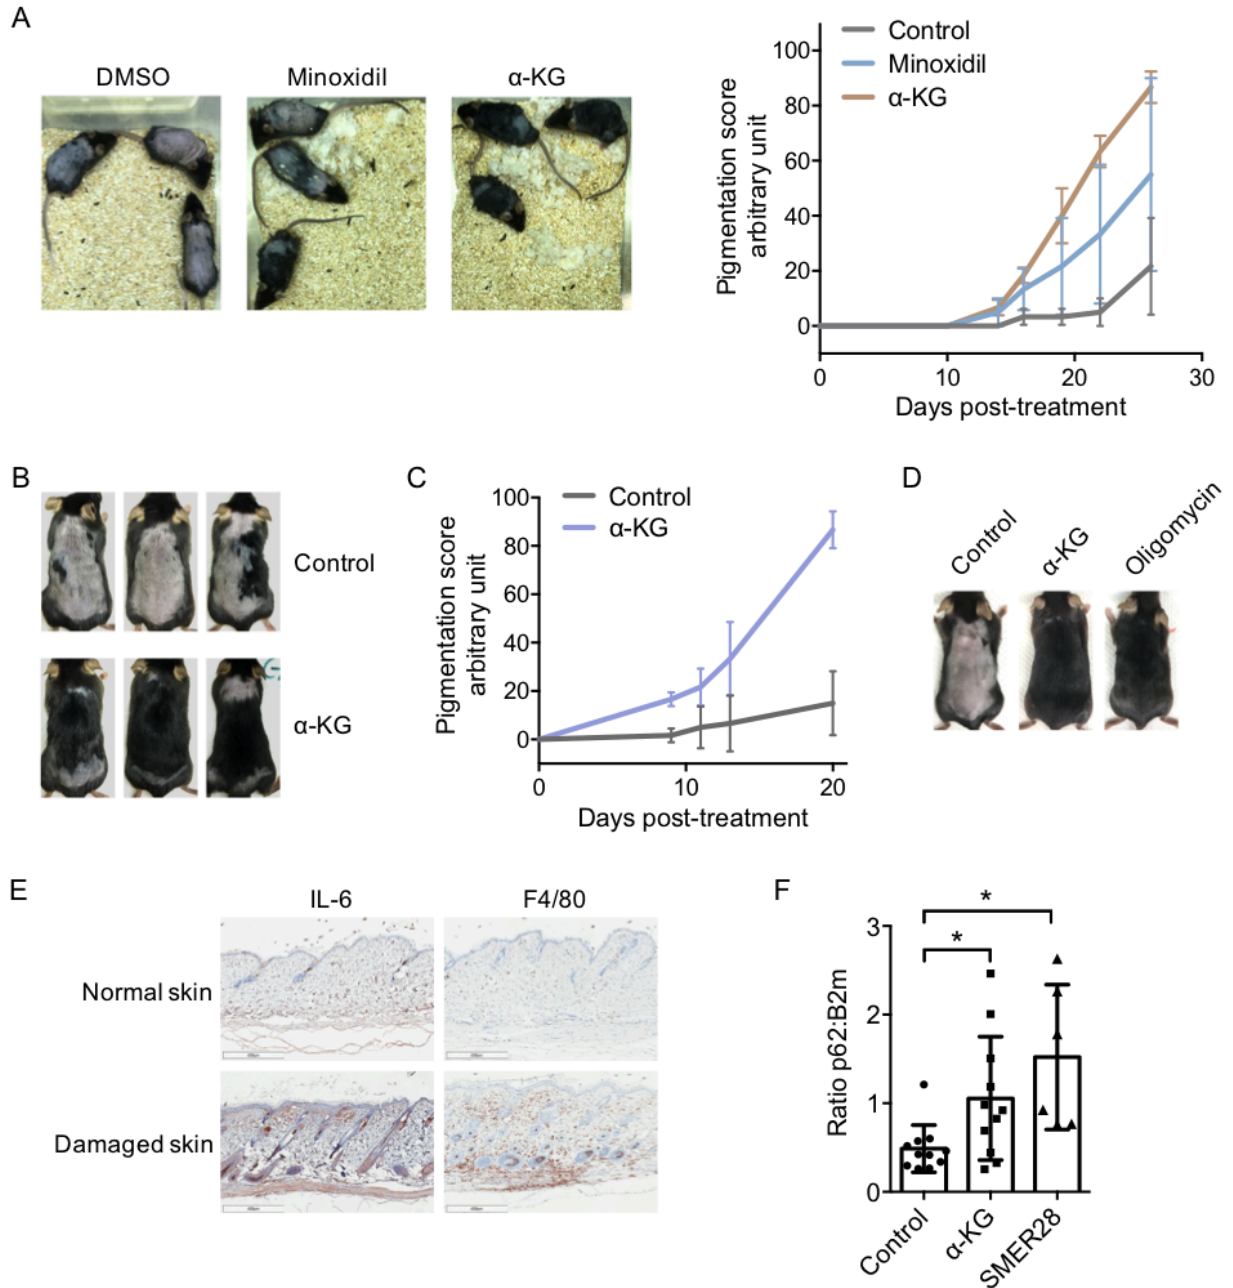 A
DMSO
Minoxidil
α-KG
Control
Minoxidil
α-KG
Pigmentation score
arbitrary unit
100
80
60
40
20
0
0
10
20
30
Days post-treatment
B
Control
α-KG
C
Control
α-KG
Pigmentation score
arbitrary unit
100
80
60
40
20
0
0
10
20
Days post-treatment
D
Control
α-KG
Oligomycin
E
IL-6
F4/80
Normal skin
Damaged skin
F
*
*
Ratio p62:B2m
3
2
1
0
Control
α-KG
SMER28